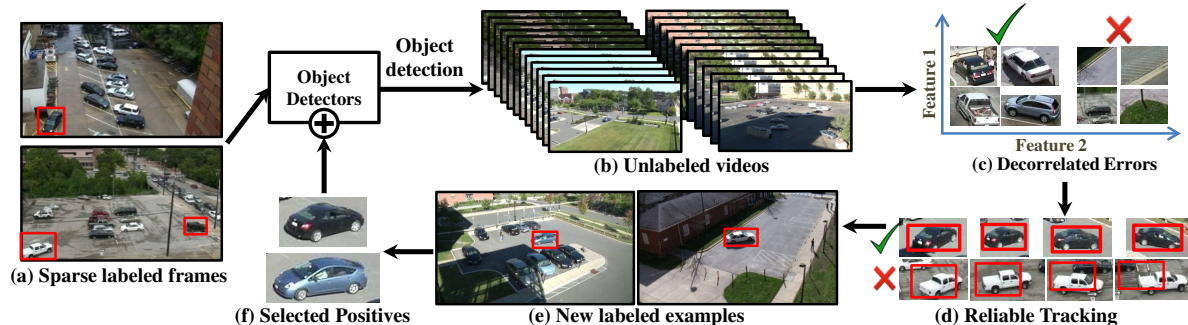 Object
Detectors
Object
detection
Feature 1
Feature 2
(a) Sparse labeled frames
(b) Unlabeled videos
(c) Decorrelated Errors
(d) Reliable Tracking
(e) New labeled examples
(f) Selected Positives